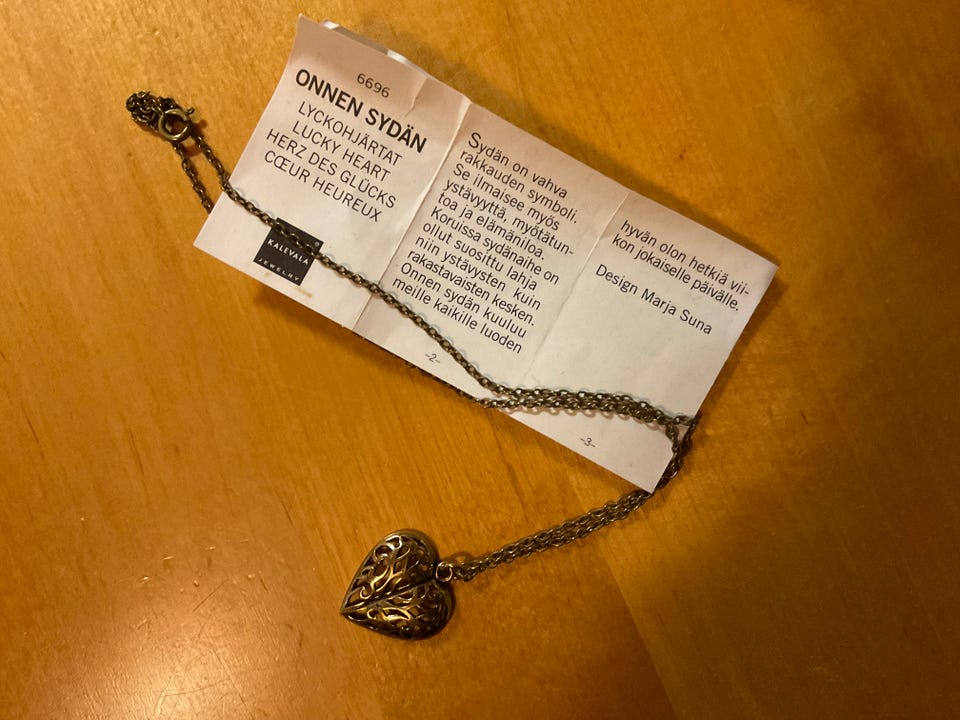 6696
ONNEN SYDÄN
LYCKOHJÄRTAT
LUCKY HEART
HERZ DES GLÜCKS
CŒUR HEUREUX
KALEVALA
®
JEWELRY
Sydän on vahva
rakkauden symboli.
Se ilmaisee myös
ystävyyttä, myötätun-
toa ja elämäniloa.
Koruissa sydänaihe on
ollut suosittu lahja
niin ystävysten kuin
rakastavaisten kesken.
Onnen sydän kuuluu
meille kaikille luoden
-2-
hyvän olon hetkiä vii-
kon jokaiselle päivälle.
Design Marja Suna
-3-